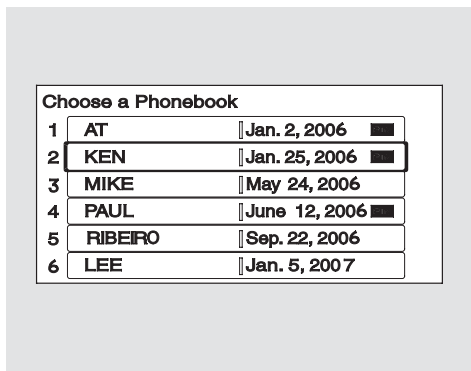 Choose a Phonebook
1 AT Jan. 2, 2006
2 KEN Jan. 25, 2006
3 MIKE May 24, 2006
4 PAUL June 12, 2006
5 RIBEIRO Sep. 22, 2006
6 LEE Jan. 5, 2007